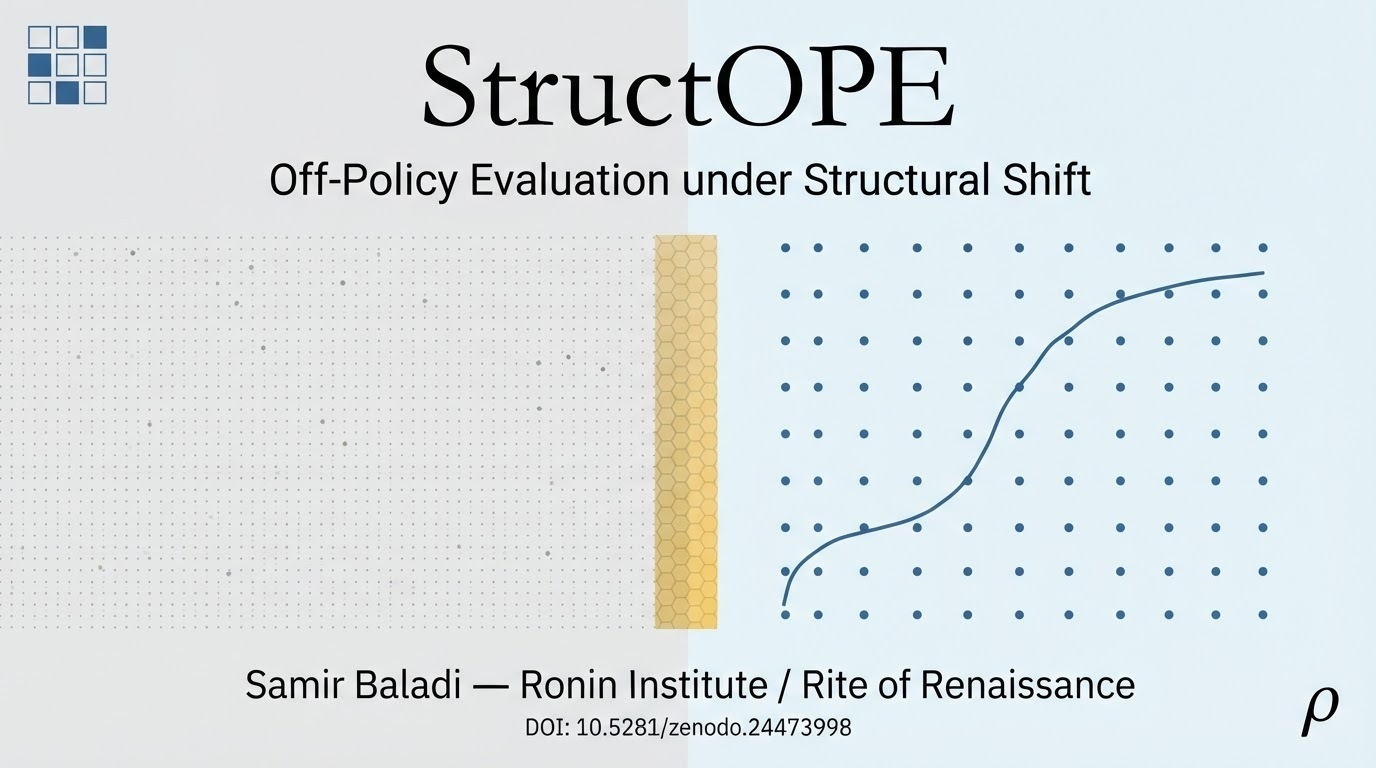 StructOPE
Off-Policy Evaluation under Structural Shift
Samir Baladi — Ronin Institute / Rite of Renaissance
DOI: 10.5281/zenodo.24473998
ρ